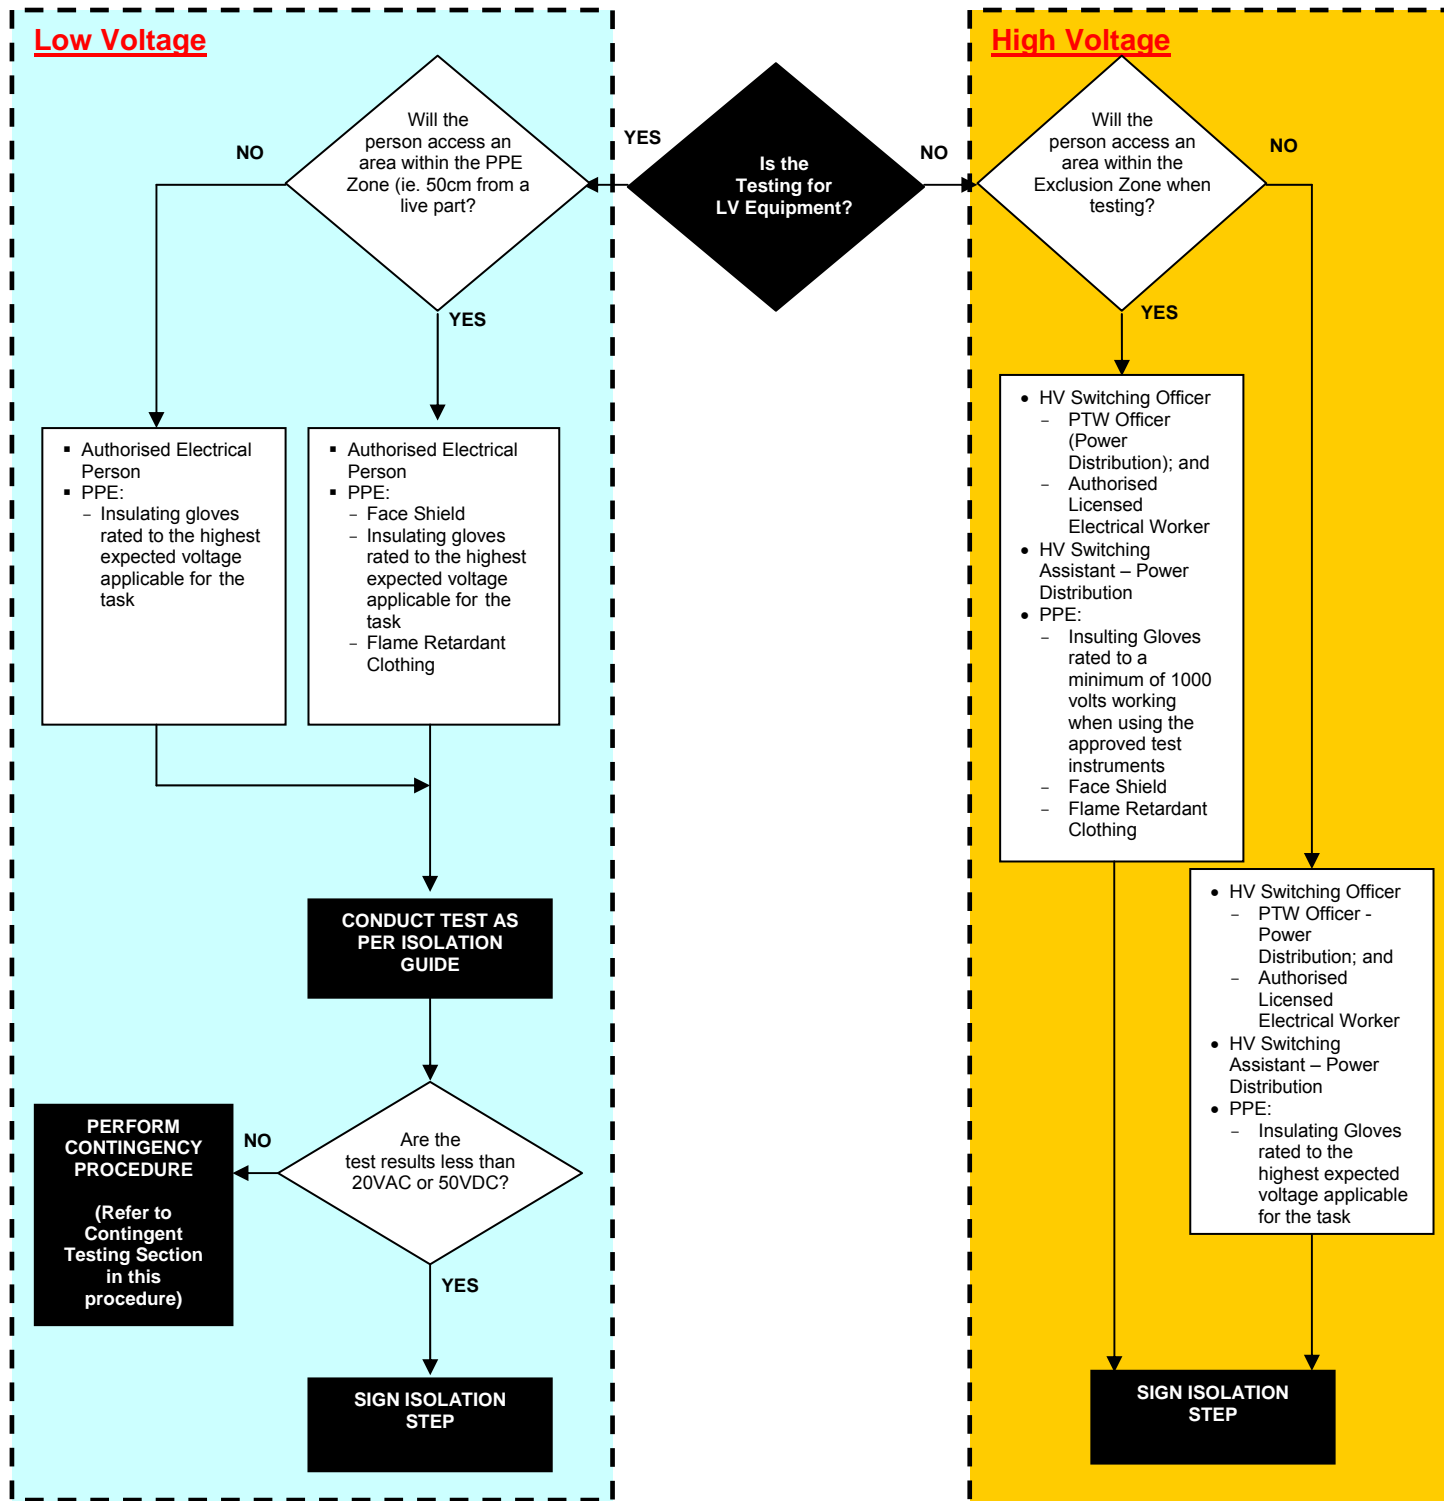 Low Voltage
Will the
person access an
area within the PPE
Zone (ie. 50cm from a
live part?
NO
YES
▪ Authorised Electrical
Person
▪ PPE:
– Insulating gloves
rated to the highest
expected voltage
applicable for the
task
▪ Authorised Electrical
Person
▪ PPE:
– Face Shield
– Insulating gloves
rated to the highest
expected voltage
applicable for the
task
– Flame Retardant
Clothing
CONDUCT TEST AS
PER ISOLATION
GUIDE
Are the
test results less than
20VAC or 50VDC?
NO
PERFORM
CONTINGENCY
PROCEDURE
(Refer to
Contingent
Testing Section
in this
procedure)
YES
SIGN ISOLATION
STEP
YES
Is the
Testing for
LV Equipment?
NO
High Voltage
Will the
person access an
area within the
Exclusion Zone when
testing?
NO
YES
• HV Switching Officer
– PTW Officer
(Power
Distribution); and
– Authorised
Licensed
Electrical Worker
• HV Switching
Assistant – Power
Distribution
• PPE:
– Insulting Gloves
rated to a
minimum of 1000
volts working
when using the
approved test
instruments
– Face Shield
– Flame Retardant
Clothing
• HV Switching Officer
– PTW Officer -
Power
Distribution; and
– Authorised
Licensed
Electrical Worker
• HV Switching
Assistant – Power
Distribution
• PPE:
– Insulating Gloves
rated to the
highest expected
voltage applicable
for the task
SIGN ISOLATION
STEP